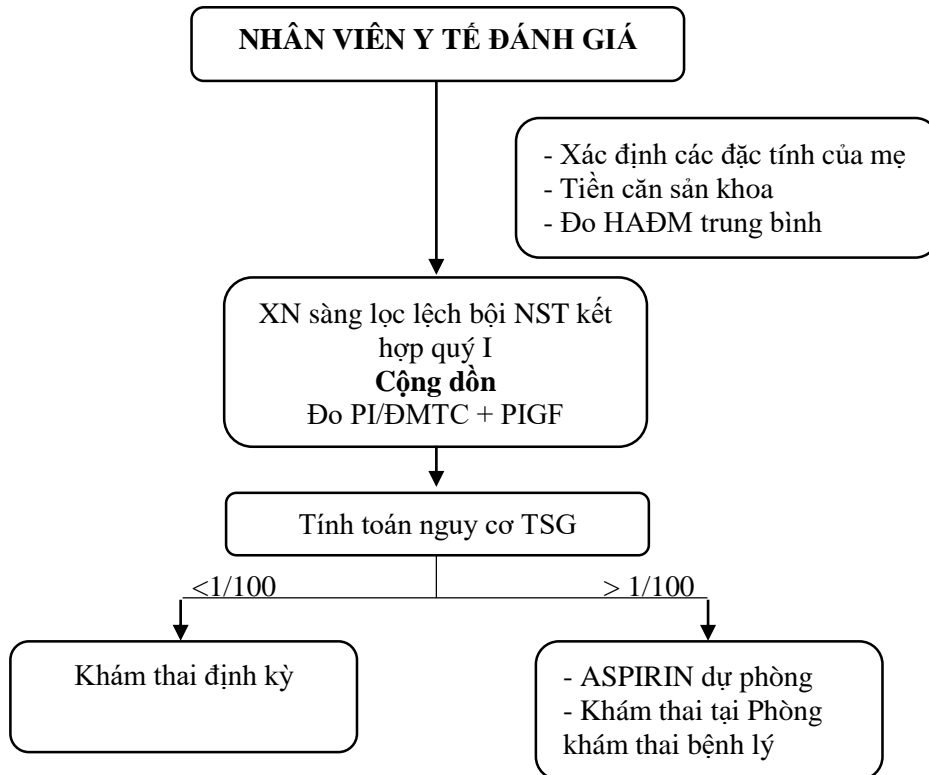 NHÂN VIÊN Y TẾ ĐÁNH GIÁ
- Xác định các đặc tính của mẹ
- Tiền căn sản khoa
- Đo HAĐM trung bình
XN sàng lọc lệch bội NST kết
hợp quý I
Cộng dồn
Đo PI/ĐMTC + PIGF
Tính toán nguy cơ TSG
<1/100
> 1/100
Khám thai định kỳ
- ASPIRIN dự phòng
- Khám thai tại Phòng
khám thai bệnh lý